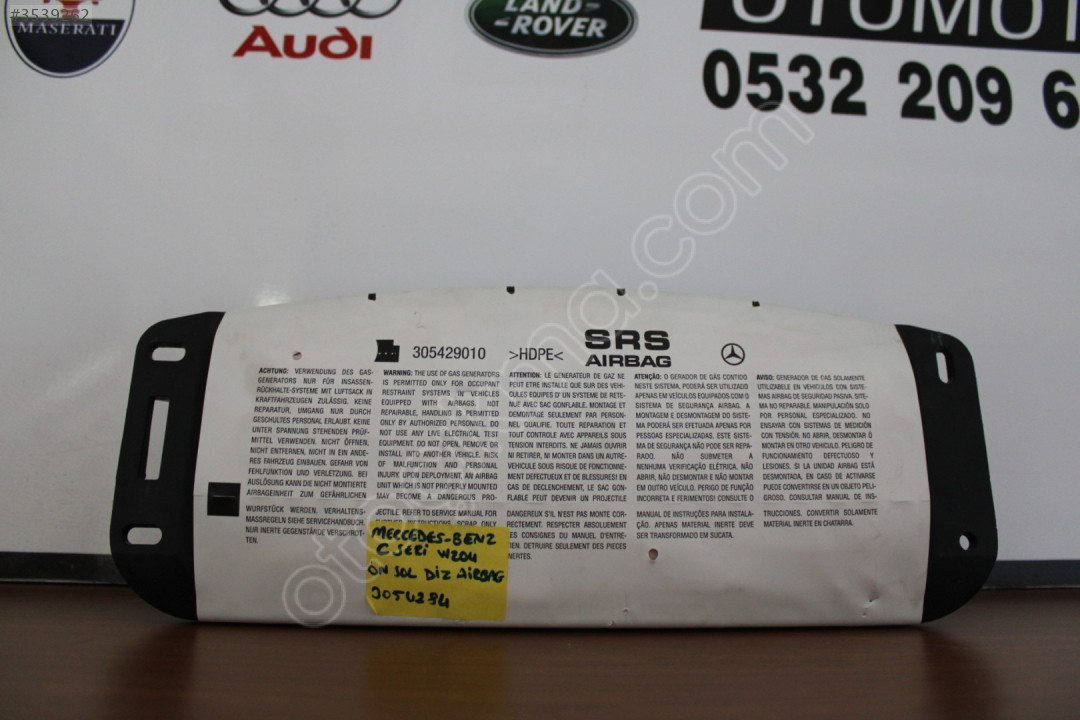 #3539262
MASERATI
Audi
LAND
ROVER
OTOMOT
0532 209 6
otoplazma.com
305429010 >HDPE< SRS
AIRBAG
ACHTUNG: VERWENDUNG DES GAS-
GENERATORS NUR FÜR INSASSEN-
RÜCKHALTE-SYSTEME MIT LUFTSACK IN
KRAFTFAHRZEUGEN ZULÄSSIG. KEINE
REPARATUR, UMGANG NUR DURCH
GESCHULTES PERSONAL ERLAUBT. KEINE
UNTER SPANNUNG STEHENDEN PRÜF-
MITTEL VERWENDEN. NICHT ÖFFNEN,
NICHT ENTFERNEN, NICHT IN EIN ANDE-
RES FAHRZEUG EINBAUEN. GEFAHR VON
FEHLFUNKTION UND VERLETZUNG. BEI
AUSLÖSUNG KANN DIE NICHT MONTIERTE
AIRBAGEINHEIT ZUM GEFÄHRLICHEN
WURFSTÜCK WERDEN. VERHALTENS-
MASSREGELN SIEHE SERVICEHANDBUCH.
NUR INERTE GEGENSTÄNDE VERSCHROT-
TEN.
WARNING: THE USE OF GAS GENERATORS
IS PERMITTED ONLY FOR OCCUPANT
RESTRAINT SYSTEMS IN VEHICLES
EQUIPPED WITH AIRBAGS. NOT
REPAIRABLE, HANDLING IS PERMITTED
ONLY BY AUTHORIZED PERSONNEL. DO
NOT USE ANY LIVE ELECTRICAL TEST
EQUIPMENT. DO NOT OPEN, REMOVE OR
INSTALL INTO ANOTHER VEHICLE. RISK
OF MALFUNCTION AND PERSONAL
INJURY. UPON DEPLOYMENT, AN AIRBAG
UNIT WHICH IS NOT PROPERLY MOUNTED
MAY BECOME A DANGEROUS PRO-
JECTILE. REFER TO SERVICE MANUAL FOR
FURTHER INSTRUCTIONS. SCRAP ONLY
ATTENTION: LE GENERATEUR DE GAZ NE
PEUT ETRE INSTALLE QUE SUR DES VEHI-
CULES EQUIPES D' UN SYSTEME DE RETE-
NUE AVEC SAC GONFLABLE. MONTAGE ET
DEMONTAGE SEULEMENT PAR PERSON-
NEL QUALIFIE. TOUTE REPARATION ET
TOUT CONTROLE AVEC APPAREILS SOUS
TENSION INTERDITS. NE JAMAIS OUVRIR
NI RETIRER, NI MONTER DANS UN AUTRE
VEHICULE SOUS RISQUE DE FONCTIONNE-
MENT DEFECTUEUX ET DE BLESSURES! EN
CAS DE DECLENCHEMENT, LE SAC GON-
FLABLE PEUT DEVENIR UN PROJECTILE
DANGEREUX S'IL N'EST PAS MONTE COR-
RECTEMENT. RESPECTER ABSOLUEMENT
LES CONSIGNES DU MANUEL D'ENTRE-
TIEN. DETRUIRE SEULEMENT DES PIECES
INERTES.
ATENÇÃO: O GERADOR DE GÁS CONTIDO
NESTE SISTEMA, PODERÁ SER UTILIZADO
APENAS EM VEÍCULOS EQUIPADOS COM O
SISTEMA DE SEGURANÇA AIRBAG. A
MONTAGEM E DESMONTAGEM DO SISTE-
MA PODERÁ SER EFETUADA APENAS POR
PESSOAS ESPECIALIZADAS. ESTE SISTE-
MA DE SEGURANÇA NÃO PODE SER REPA-
RADO. NÃO SUBMETER A
NENHUMA VERIFICAÇÃO ELÉTRICA. NÃO
ABRIR, NÃO DESMONTAR E NÃO MONTAR
EM OUTRO VEÍCULO. PERIGO DE FUNÇÃO
INCORRETA E FERIMENTOS! CONSULTE O
MANUAL DE INSTRUÇÕES PARA INSTALA-
ÇÃO. APENAS MATERIAL INERTE DEVE
SER TRANSFORMADO EM SUCATA.
AVISO: GENERADOR DE GAS SOLAMENTE
UTILIZABLE EN VEHICULOS CON SISTE-
MAS AIRBAG DE SEGURIDAD PASIVA. SITE-
MA NO REPARABLE, MANIPULACIÓN SOLO
POR PERSONAL ESPECIALIZADO. NO
ENSAYAR CON SISTEMAS DE MEDICIÓN
CON TENSIÓN. NO ABRIR, DESMONTAR Ó
MONTAR EN OTRO VEHICULO, PELIGRO DE
FUNCIONAMIENTO DEFECTUOSO Y
LESIONES. SI LA UNIDAD AIRBAG ESTÁ
DESMONTADA, EN CASO DE ACTIVARSE
PUEDE CONVERTIRSE EN UN OBJETO PELI-
GROSO, CONSULTAR MANUAL DE INS-
TRUCCIONES. CONVERTIR SOLAMENTE
MATERIAL INERTE EN CHATARRA.
MERCEDES-BENZ
C SERİ W204
ÖN SOL DİZ AİRBAG